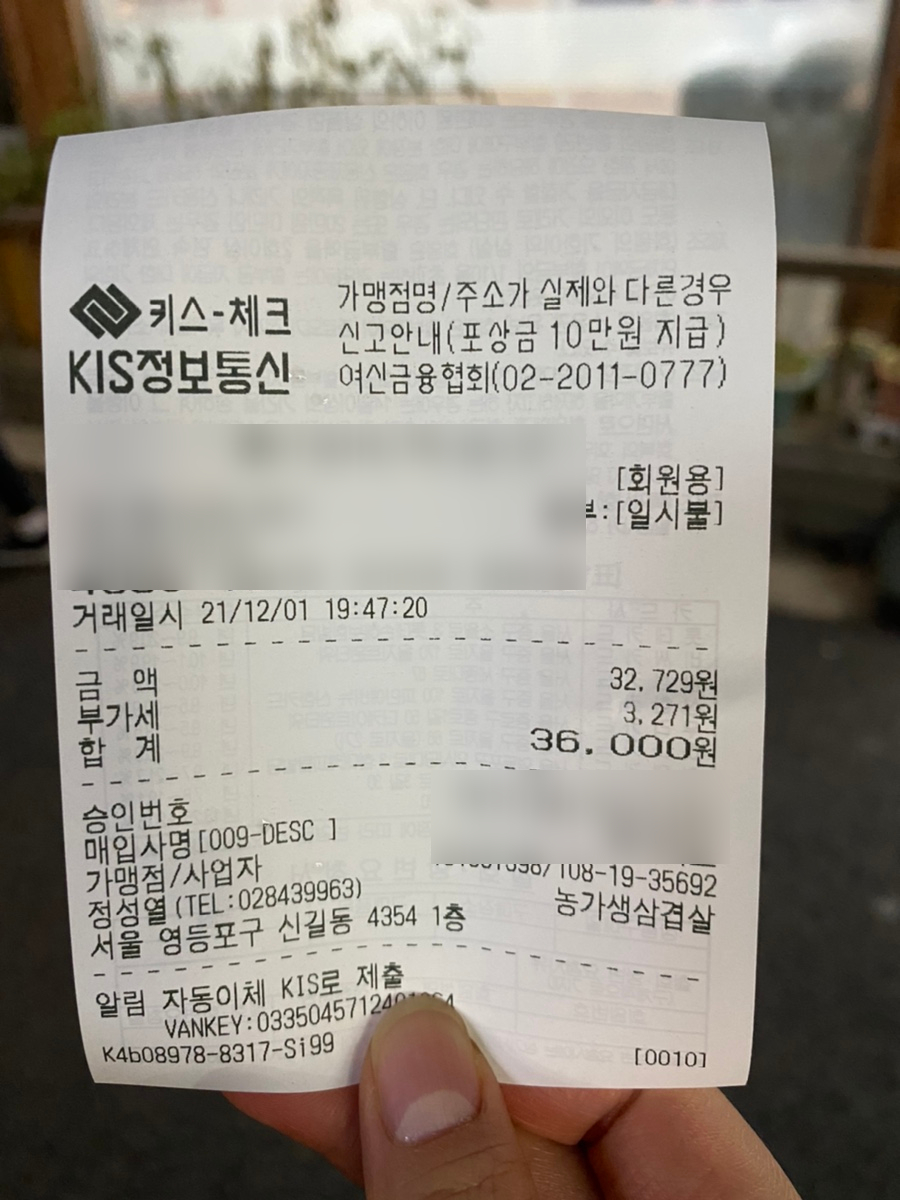 키스-체크
KIS정보통신
가맹점명/주소가 실제와 다른경우
신고안내(포상금 10만원 지급)
여신금융협회(02-2011-0777)
[회원용]
:[일시불]
거래일시 21/12/01 19:47:20
금 액 32,729원
부가세 3,271원
합 계 36,000원
승인번호
매입사명[009-DESC ]
가맹점/사업자 /108-19-35692
정성열(TEL:028439963) 농가생삼겹살
서울 영등포구 신길동 4354 1층
알림 자동이체 KIS로 제출
K4b08978-8317-Si99 [0010]